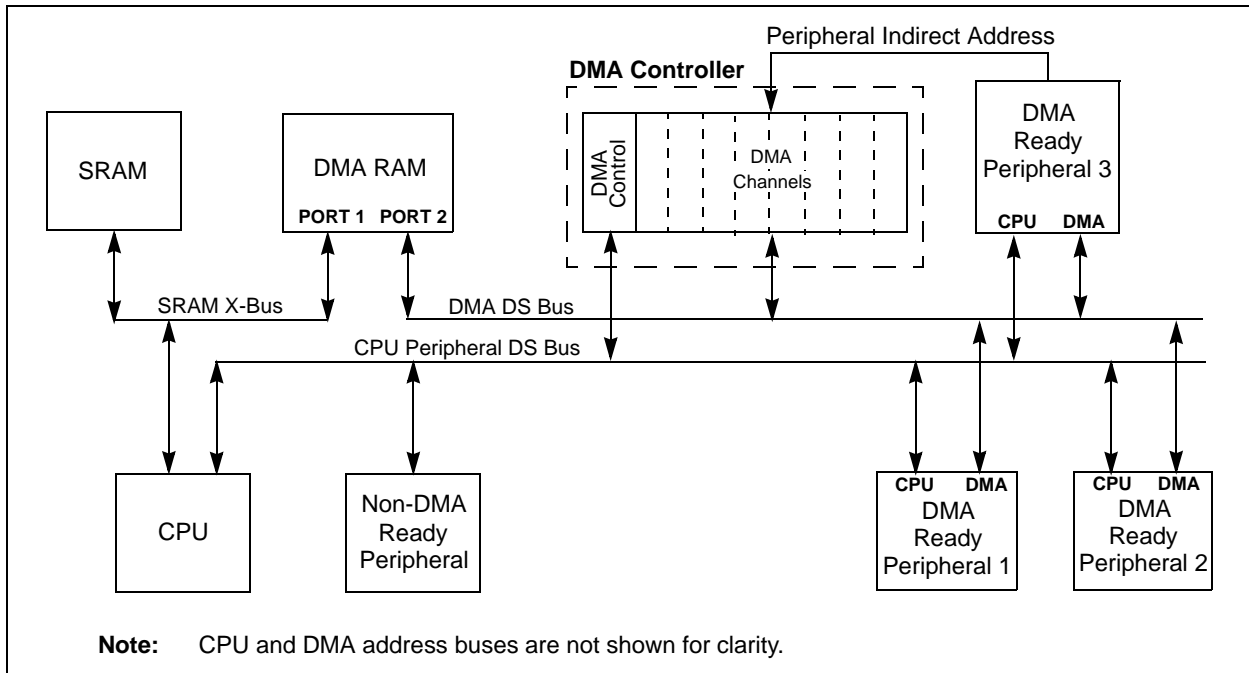 Peripheral Indirect Address
DMA Controller
SRAM
DMA RAM
PORT 1 PORT 2
DMA
Control
DMA
Channels
DMA
Ready
Peripheral 3
CPU DMA
SRAM X-Bus
DMA DS Bus
CPU Peripheral DS Bus
CPU
Non-DMA
Ready
Peripheral
CPU DMA
DMA
Ready
Peripheral 1
CPU DMA
DMA
Ready
Peripheral 2
Note: CPU and DMA address buses are not shown for clarity.